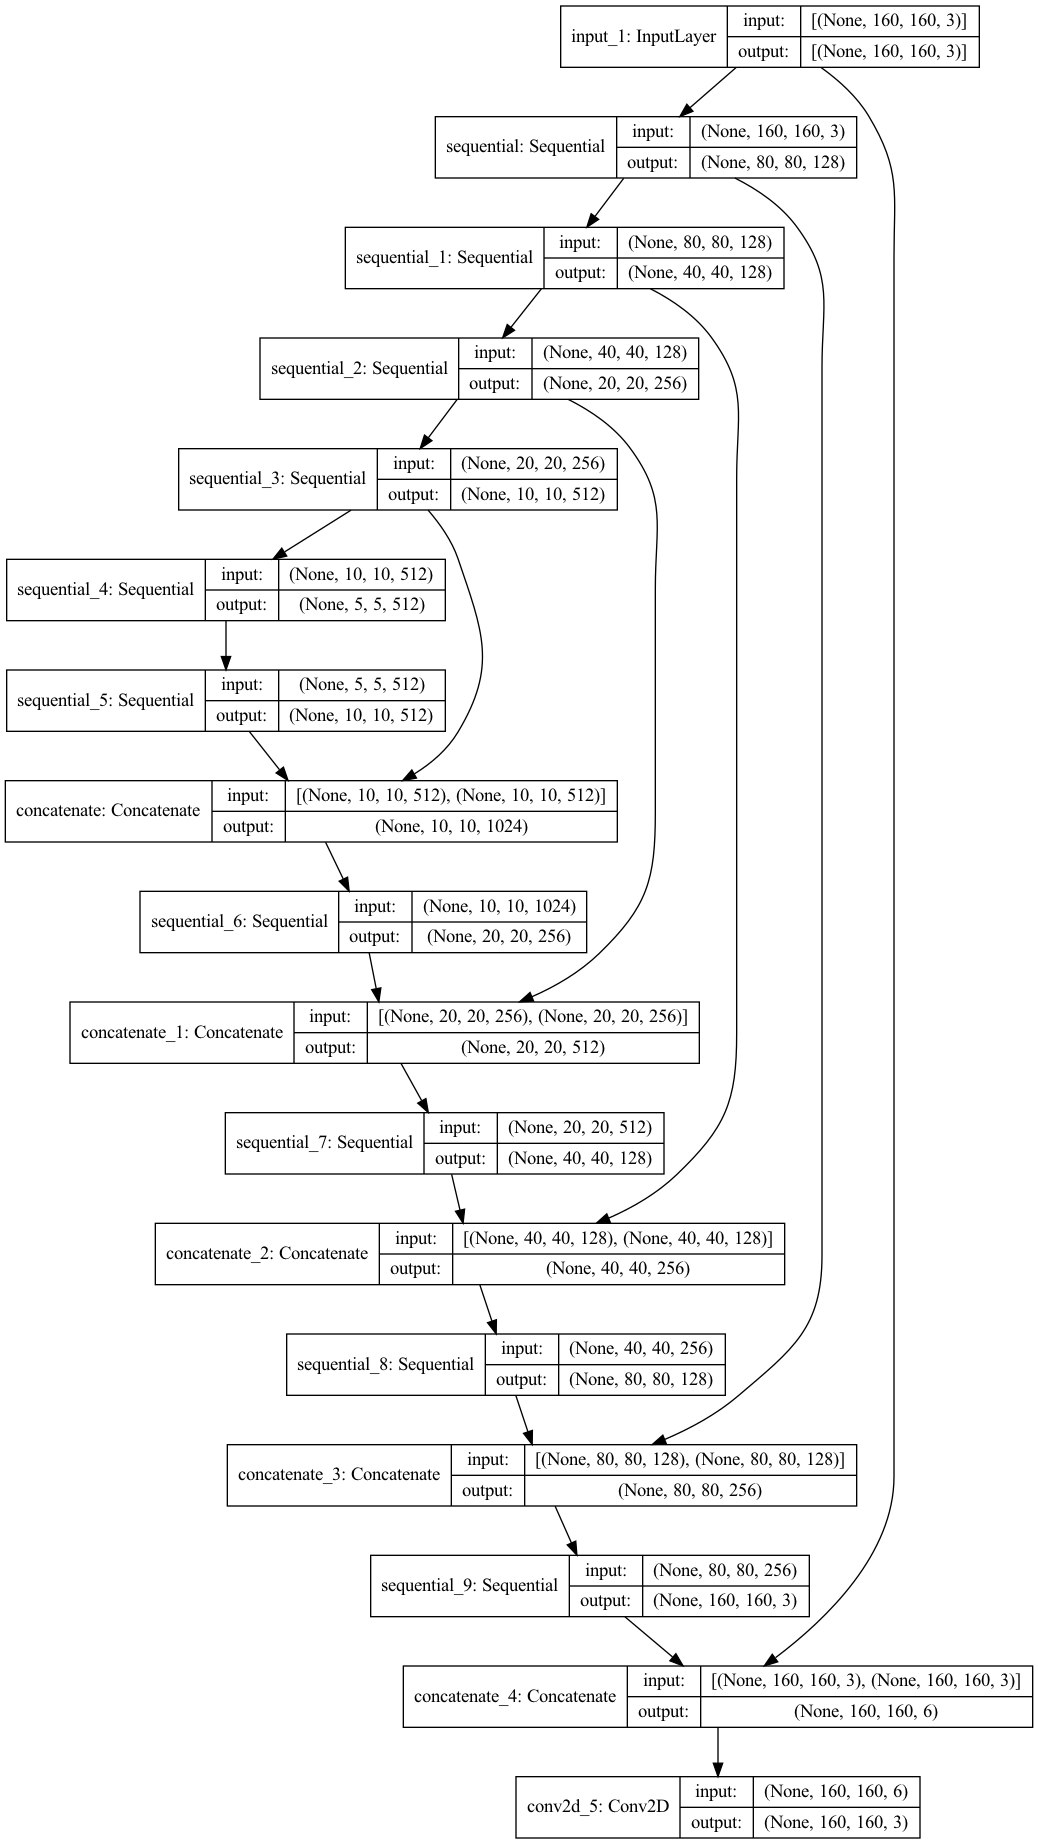 input_1: InputLayer
input:
[(None, 160, 160, 3)]
output:
[(None, 160, 160, 3)]
sequential: Sequential
input:
(None, 160, 160, 3)
output:
(None, 80, 80, 128)
sequential_1: Sequential
input:
(None, 80, 80, 128)
output:
(None, 40, 40, 128)
sequential_2: Sequential
input:
(None, 40, 40, 128)
output:
(None, 20, 20, 256)
sequential_3: Sequential
input:
(None, 20, 20, 256)
output:
(None, 10, 10, 512)
sequential_4: Sequential
input:
(None, 10, 10, 512)
output:
(None, 5, 5, 512)
sequential_5: Sequential
input:
(None, 5, 5, 512)
output:
(None, 10, 10, 512)
concatenate: Concatenate
input:
[(None, 10, 10, 512), (None, 10, 10, 512)]
output:
(None, 10, 10, 1024)
sequential_6: Sequential
input:
(None, 10, 10, 1024)
output:
(None, 20, 20, 256)
concatenate_1: Concatenate
input:
[(None, 20, 20, 256), (None, 20, 20, 256)]
output:
(None, 20, 20, 512)
sequential_7: Sequential
input:
(None, 20, 20, 512)
output:
(None, 40, 40, 128)
concatenate_2: Concatenate
input:
[(None, 40, 40, 128), (None, 40, 40, 128)]
output:
(None, 40, 40, 256)
sequential_8: Sequential
input:
(None, 40, 40, 256)
output:
(None, 80, 80, 128)
concatenate_3: Concatenate
input:
[(None, 80, 80, 128), (None, 80, 80, 128)]
output:
(None, 80, 80, 256)
sequential_9: Sequential
input:
(None, 80, 80, 256)
output:
(None, 160, 160, 3)
concatenate_4: Concatenate
input:
[(None, 160, 160, 3), (None, 160, 160, 3)]
output:
(None, 160, 160, 6)
conv2d_5: Conv2D
input:
(None, 160, 160, 6)
output:
(None, 160, 160, 3)